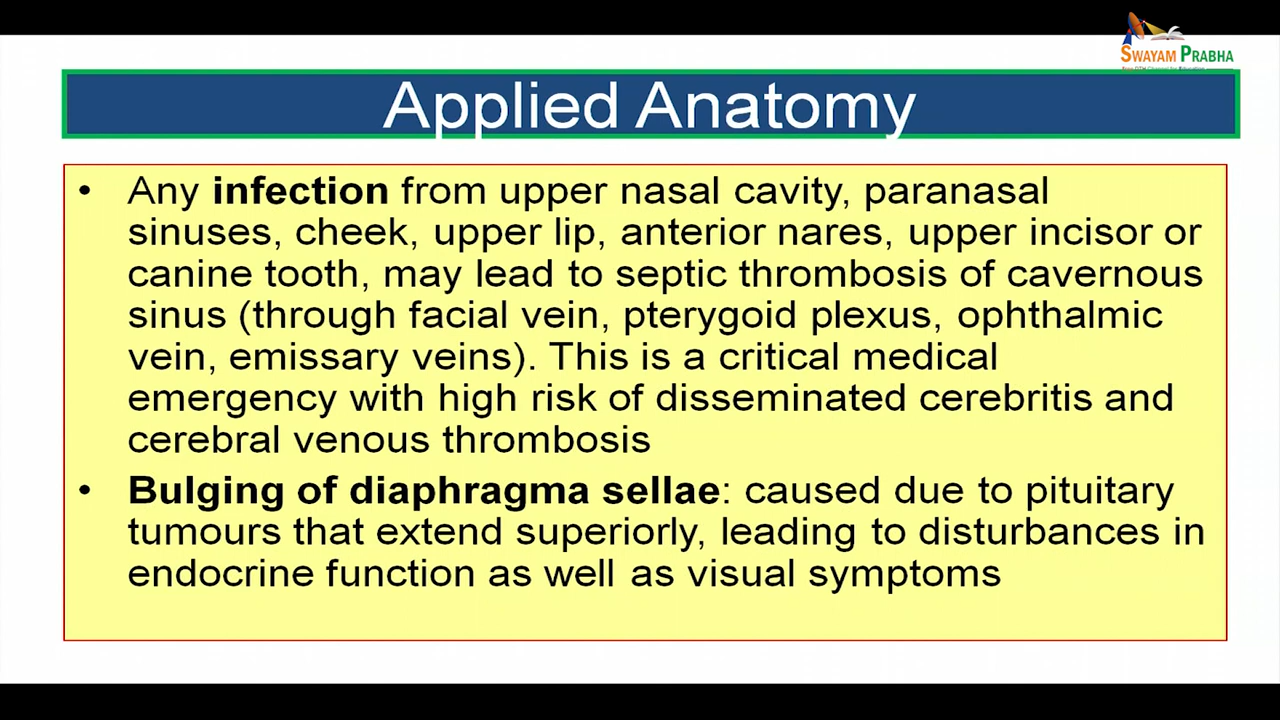 SWAYAM PRABHA
Applied Anatomy
• Any infection from upper nasal cavity, paranasal
sinuses, cheek, upper lip, anterior nares, upper incisor or
canine tooth, may lead to septic thrombosis of cavernous
sinus (through facial vein, pterygoid plexus, ophthalmic
vein, emissary veins). This is a critical medical
emergency with high risk of disseminated cerebritis and
cerebral venous thrombosis
• Bulging of diaphragma sellae: caused due to pituitary
tumours that extend superiorly, leading to disturbances in
endocrine function as well as visual symptoms